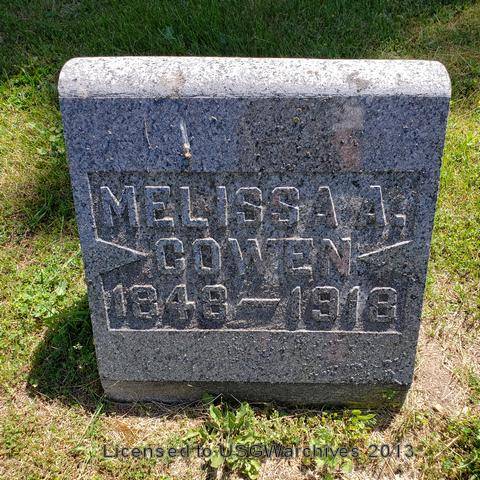 MELISSA A.
COWEN
1848–1918
Licensed to USGWarchives 2013